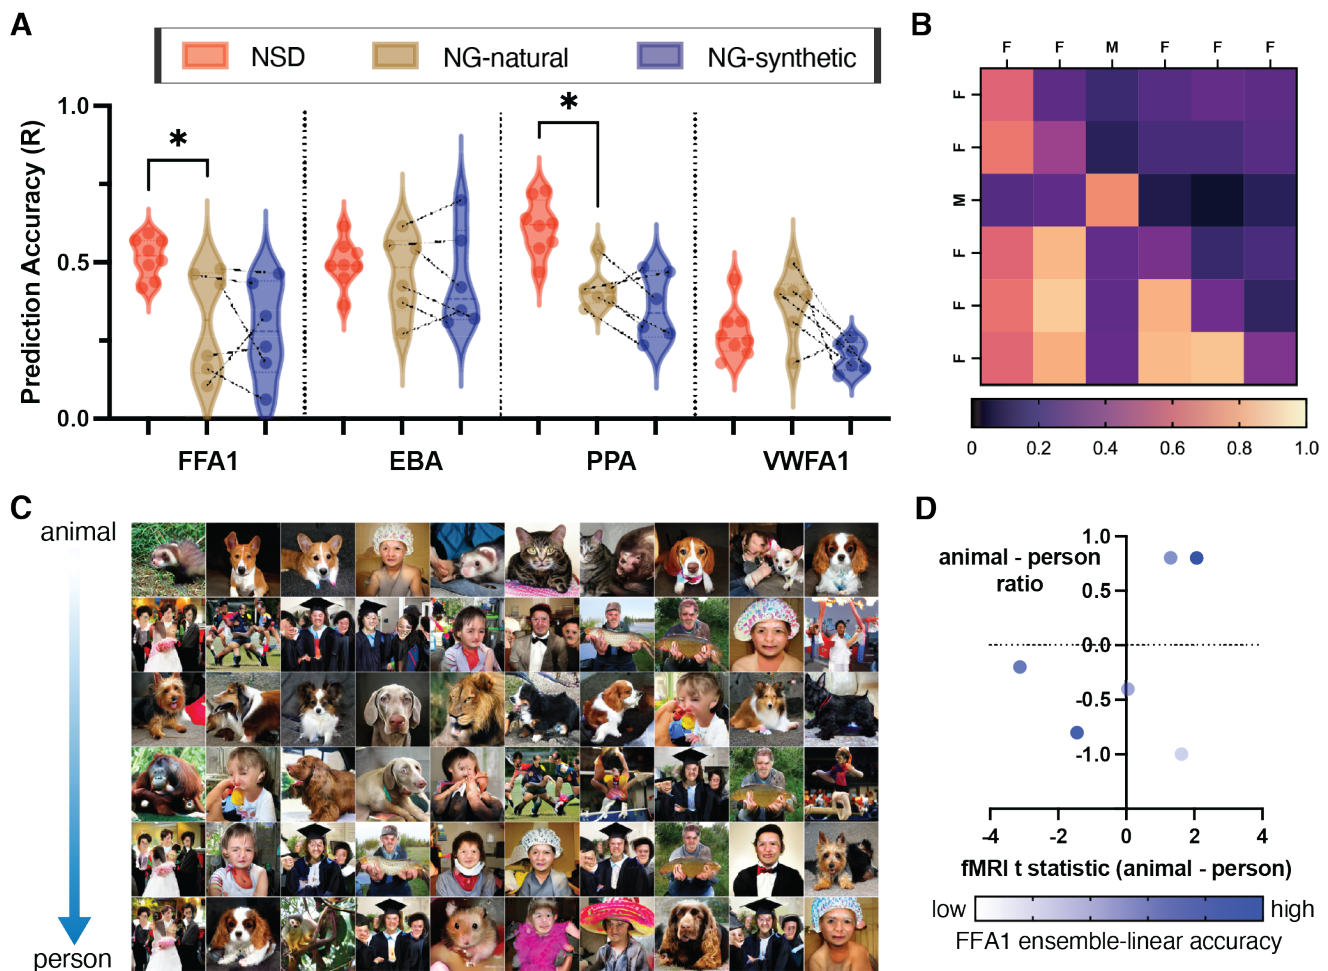 A
NSD
NG-natural
NG-synthetic
*
*
Prediction Accuracy (R)
1.0
0.5
0.0
FFA1
EBA
PPA
VWFA1
B
F F M F F F
F
F
M
F
F
F
0 0.2 0.4 0.6 0.8 1.0
C
animal
person
D
animal - person
ratio
1.0
0.5
0.0
-0.5
-1.0
-4 -2 0 2 4
fMRI t statistic (animal - person)
low
high
FFA1 ensemble-linear accuracy